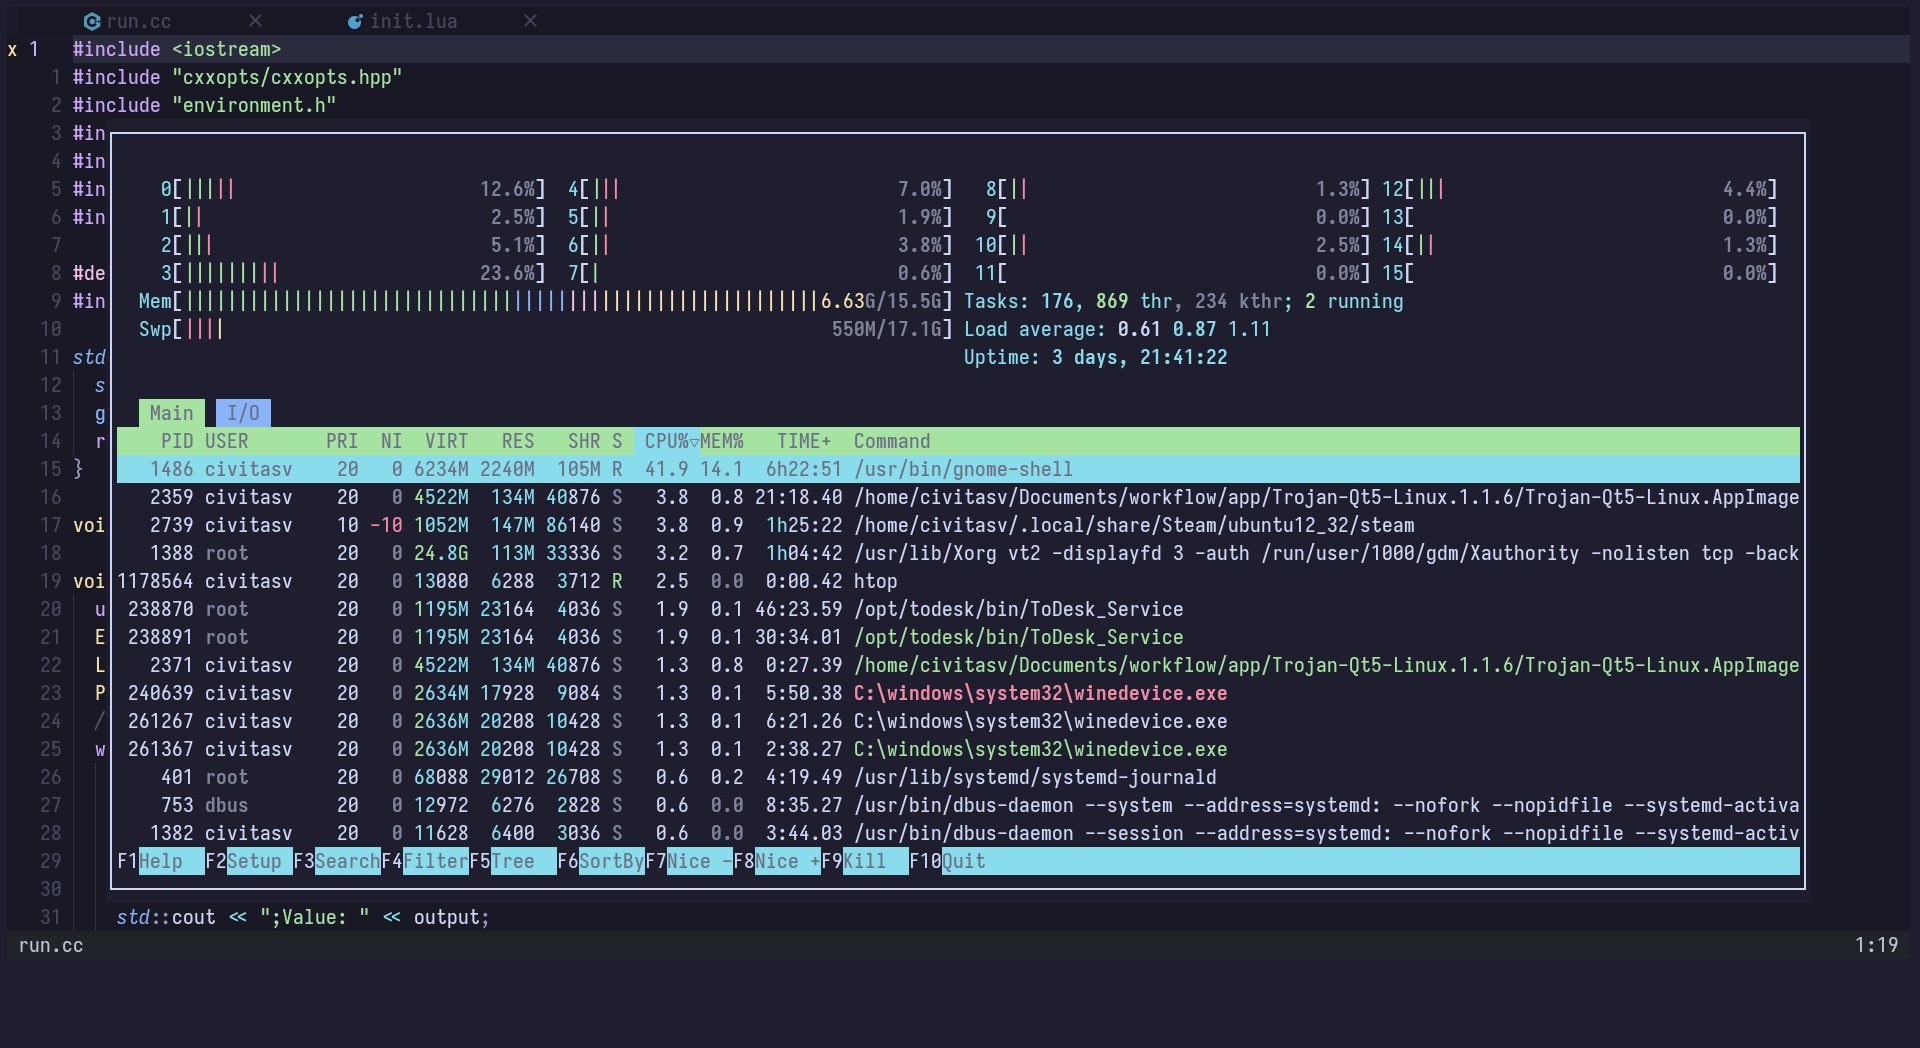 run.cc init.lua
x 1 #include <iostream>
1 #include "cxxopts/cxxopts.hpp"
2 #include "environment.h"
3 #in
4 #in
5 #in 0[||||| 12.6%] 4[||| 7.0%] 8[|| 1.3%] 12[||| 4.4%]
6 #in 1[|| 2.5%] 5[|| 1.9%] 9[ 0.0%] 13[ 0.0%]
7 2[||| 5.1%] 6[|| 3.8%] 10[|| 2.5%] 14[|| 1.3%]
8 #de 3[||||||||| 23.6%] 7[| 0.6%] 11[ 0.0%] 15[ 0.0%]
9 #in Mem[||||||||||||||||||||||||||||||||||||||||||||||||||||||||||6.63G/15.5G] Tasks: 176, 869 thr, 234 kthr; 2 running
10 Swp[|||| 550M/17.1G] Load average: 0.61 0.87 1.11
11 std Uptime: 3 days, 21:41:22
12 s
13 g Main I/O
14 r PID USER PRI NI VIRT RES SHR S CPU%▽MEM% TIME+ Command
15 } 1486 civitasv 20 0 6234M 2240M 105M R 41.9 14.1 6h22:51 /usr/bin/gnome-shell
16 2359 civitasv 20 0 4522M 134M 40876 S 3.8 0.8 21:18.40 /home/civitasv/Documents/workflow/app/Trojan-Qt5-Linux.1.1.6/Trojan-Qt5-Linux.AppImage
17 voi 2739 civitasv 10 -10 1052M 147M 86140 S 3.8 0.9 1h25:22 /home/civitasv/.local/share/Steam/ubuntu12_32/steam
18 1388 root 20 0 24.8G 113M 33336 S 3.2 0.7 1h04:42 /usr/lib/Xorg vt2 -displayfd 3 -auth /run/user/1000/gdm/Xauthority -nolisten tcp -back
19 voi 1178564 civitasv 20 0 13080 6288 3712 R 2.5 0.0 0:00.42 htop
20 u 238870 root 20 0 1195M 23164 4036 S 1.9 0.1 46:23.59 /opt/todesk/bin/ToDesk_Service
21 E 238891 root 20 0 1195M 23164 4036 S 1.9 0.1 30:34.01 /opt/todesk/bin/ToDesk_Service
22 L 2371 civitasv 20 0 4522M 134M 40876 S 1.3 0.8 0:27.39 /home/civitasv/Documents/workflow/app/Trojan-Qt5-Linux.1.1.6/Trojan-Qt5-Linux.AppImage
23 P 240639 civitasv 20 0 2634M 17928 9084 S 1.3 0.1 5:50.38 C:\windows\system32\winedevice.exe
24 / 261267 civitasv 20 0 2636M 20208 10428 S 1.3 0.1 6:21.26 C:\windows\system32\winedevice.exe
25 w 261367 civitasv 20 0 2636M 20208 10428 S 1.3 0.1 2:38.27 C:\windows\system32\winedevice.exe
26 401 root 20 0 68088 29012 26708 S 0.6 0.2 4:19.49 /usr/lib/systemd/systemd-journald
27 753 dbus 20 0 12972 6276 2828 S 0.6 0.0 8:35.27 /usr/bin/dbus-daemon --system --address=systemd: --nofork --nopidfile --systemd-activa
28 1382 civitasv 20 0 11628 6400 3036 S 0.6 0.0 3:44.03 /usr/bin/dbus-daemon --session --address=systemd: --nofork --nopidfile --systemd-activ
29 F1Help F2Setup F3SearchF4FilterF5Tree F6SortByF7Nice -F8Nice +F9Kill F10Quit
30
31 std::cout << ";Value: " << output;
run.cc 1:19